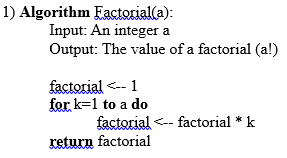 1) Algorithm Factorial(a):
Input: An integer a
Output: The value of a factorial (a!)
factorial <-- 1
for k=1 to a do
factorial <-- factorial * k
return factorial